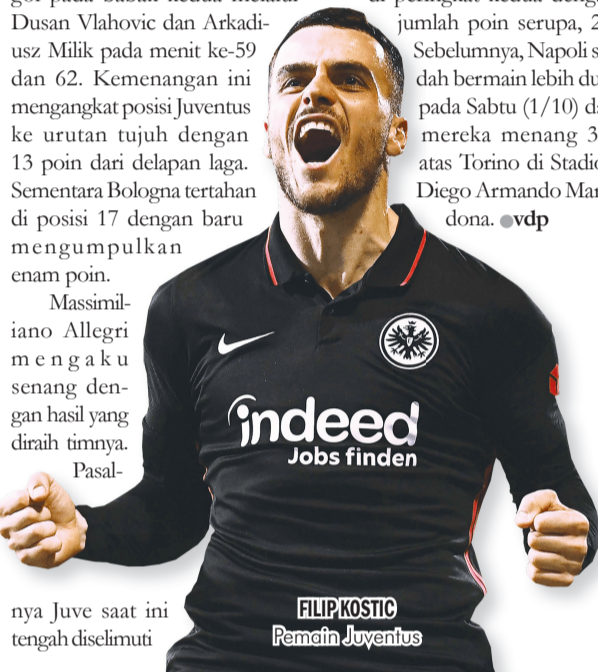 Dusan Vlahovic dan Arkadi-
usz Milik pada menit ke-59
dan 62. Kemenangan ini
mengangkat posisi Juventus
ke urutan tujuh dengan
13 poin dari delapan laga.
Sementara Bologna tertahan
di posisi 17 dengan baru
mengumpulkan
enam poin.
Massimil-
iano Allegri
mengaku
senang den-
gan hasil yang
diraih timnya.
Pasal-
nya Juve saat ini
tengah diselimuti
jumlah poin serupa, 2
Sebelumnya, Napoli s
dah bermain lebih du
pada Sabtu (1/10) d
mereka menang 3
atas Torino di Stadio
Diego Armando Mar
dona. vdp
indeed
Jobs finden
FILIP KOSTIC
Pemain Juventus